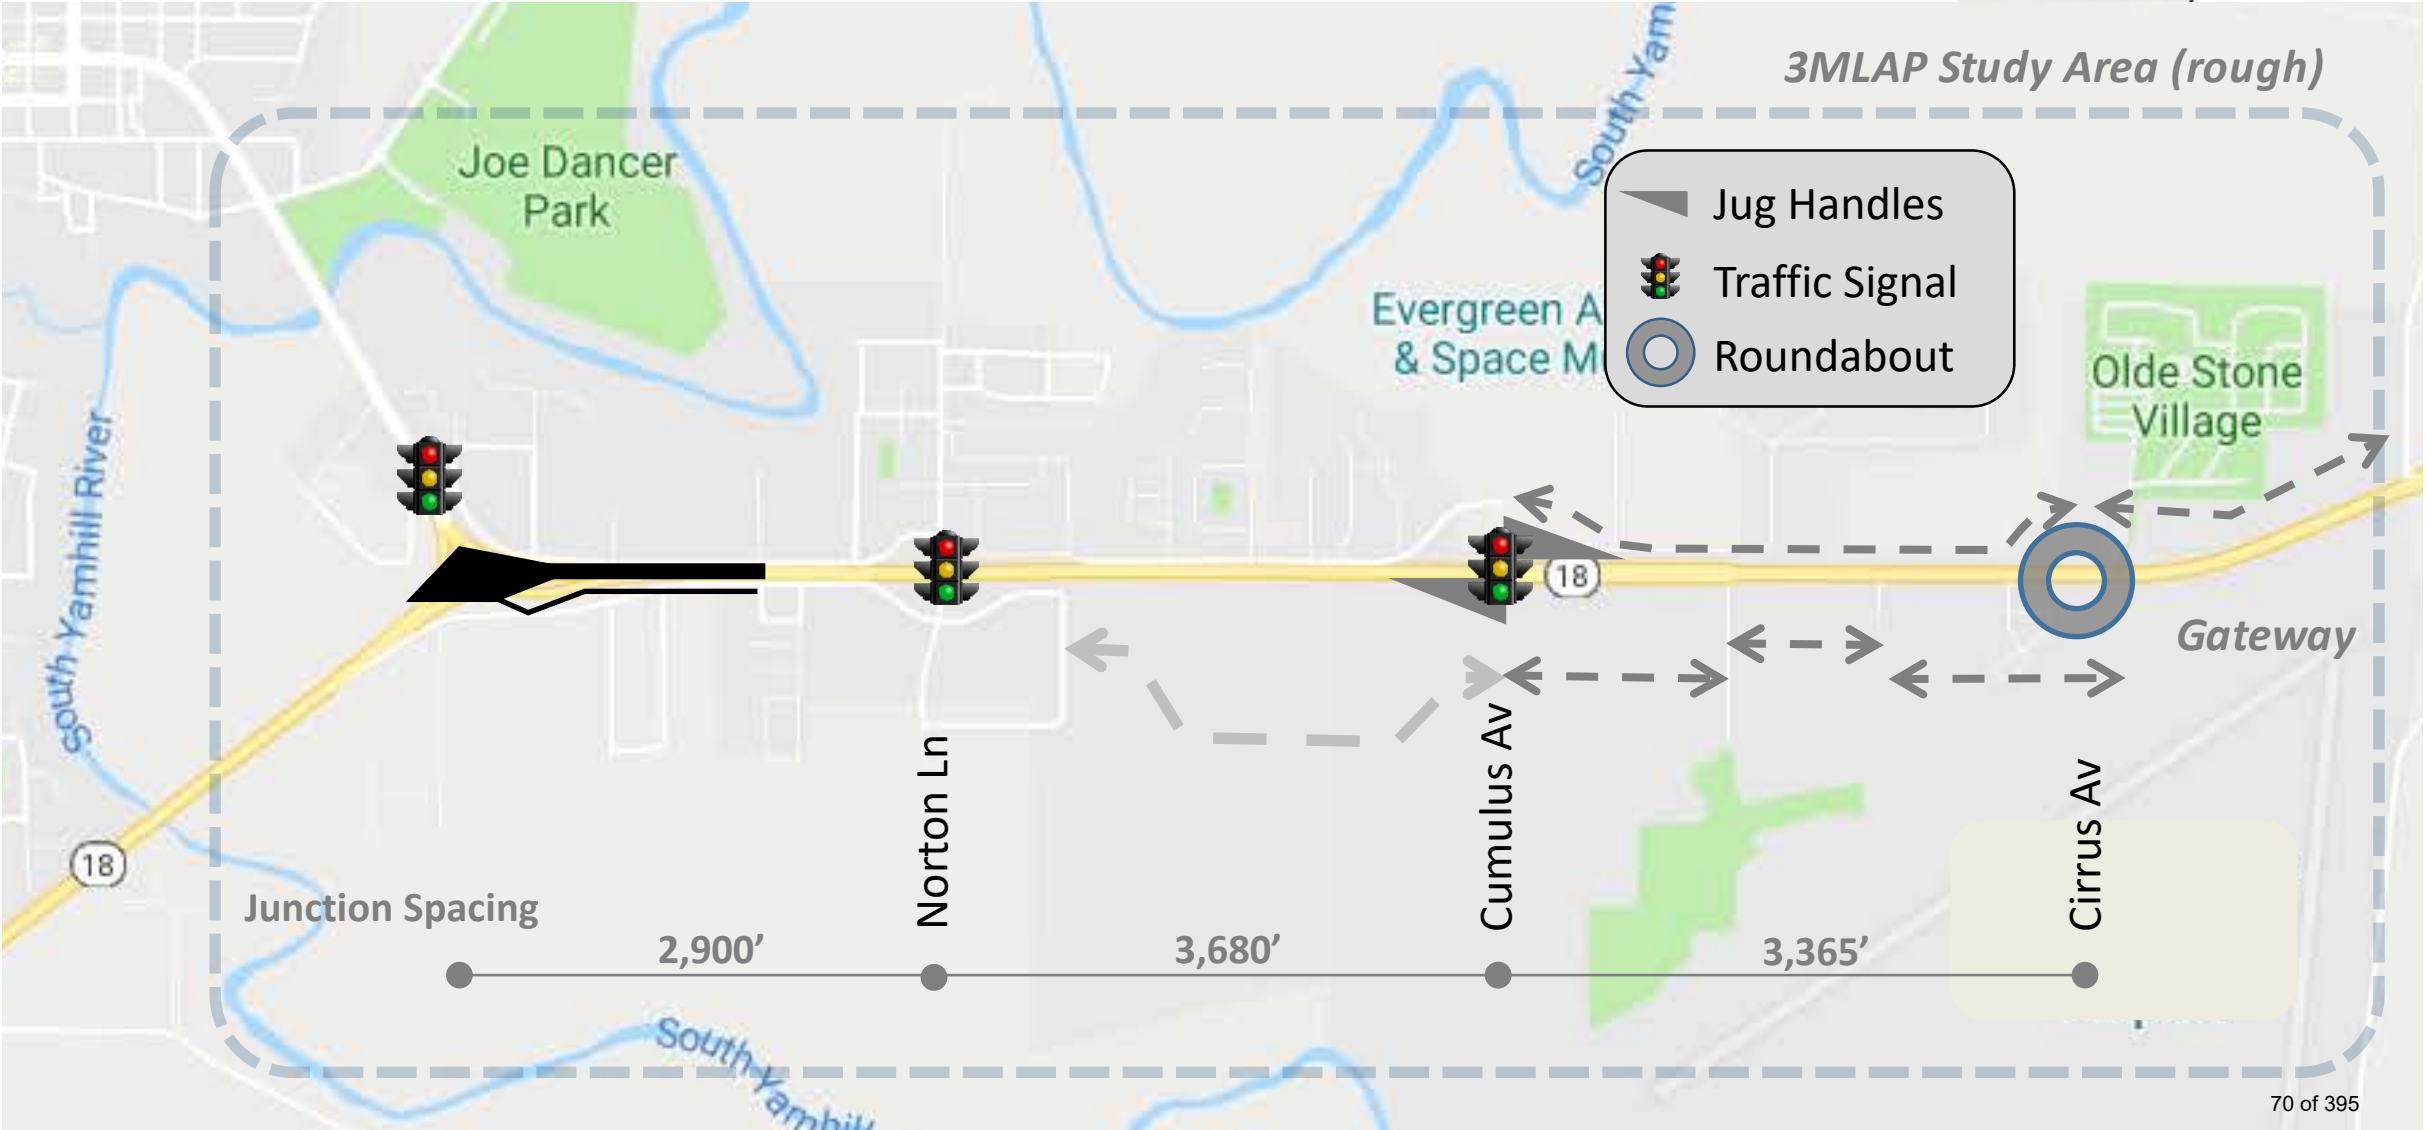 3MLAP Study Area (rough)
South Yam
Joe Dancer
Park
Jug Handles
Traffic Signal
Roundabout
Evergreen A
& Space M
Olde Stone
Village
South Yamhill River
18
Gateway
18
Norton Ln
Cumulus Av
Cirrus Av
Junction Spacing
2,900’
3,680’
3,365’
South Yamhill
70 of 395